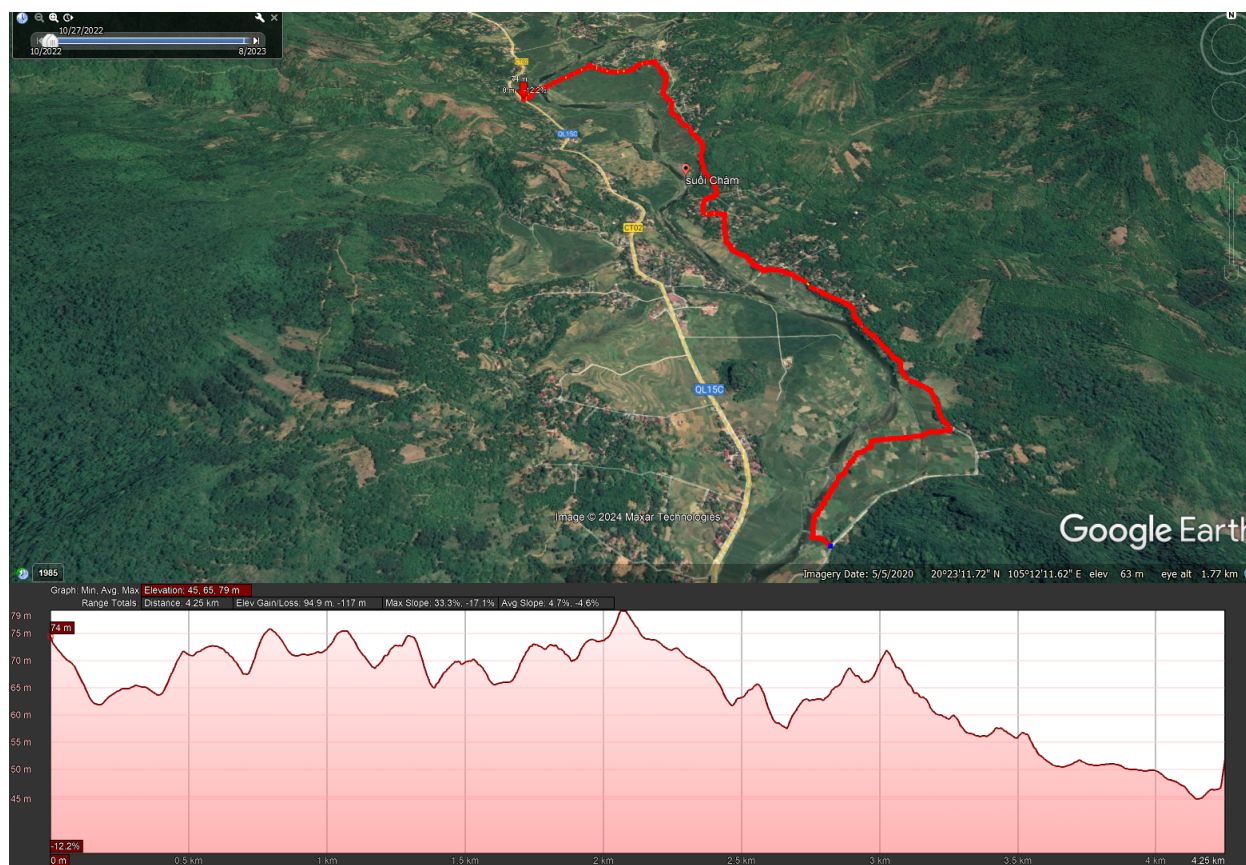 N
10/27/2022
10/2022
8/2023
CT02
74 m
0 m
-12.2%
QL15C
suối Chàm
CT02
QL15C
Image © 2024 Maxar Technologies
Google Earth
1985
Imagery Date: 5/5/2020 20°23'11.72" N 105°12'11.62" E elev 63 m eye alt 1.77 km
Graph: Min, Avg, Max Elevation: 45, 65, 79 m
Range Totals Distance: 4.25 km Elev Gain/Loss: 94.9 m, -117 m Max Slope: 33.3%, -17.1% Avg Slope: 4.7%, -4.6%
79 m
74 m
75 m
70 m
65 m
60 m
55 m
50 m
45 m
-12.2%
0 m 0.5 km 1 km 1.5 km 2 km 2.5 km 3 km 3.5 km 4 km 4.25 km